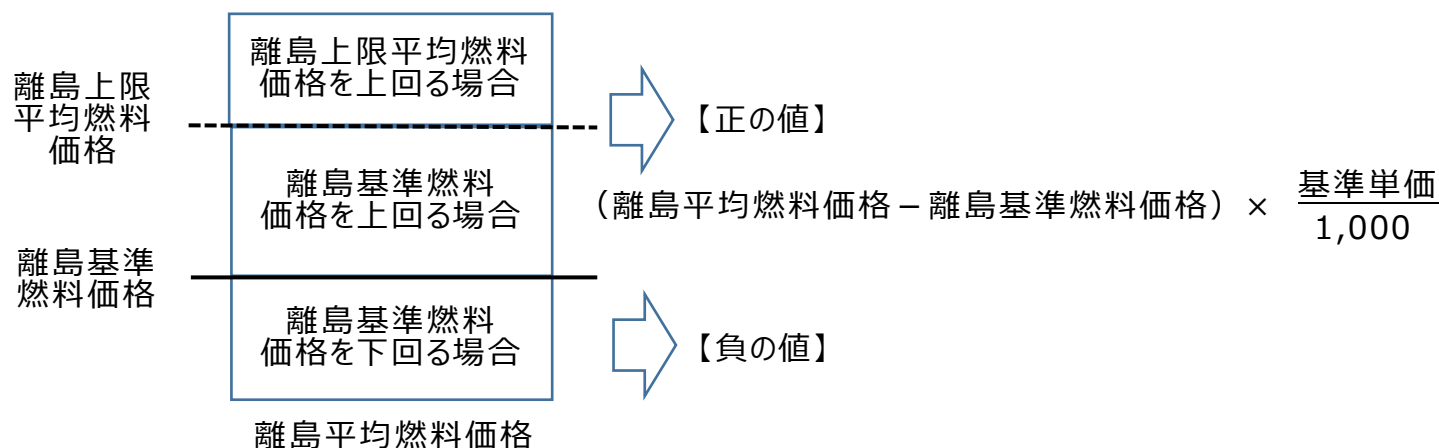 離島上限平均燃料
価格を上回る場合
離島上限
平均燃料
価格
【正の値】
離島基準燃料
価格を上回る場合
（離島平均燃料価格－離島基準燃料価格）× 基準単価
1,000
離島基準
燃料価格
離島基準燃料
価格を下回る場合
【負の値】
離島平均燃料価格